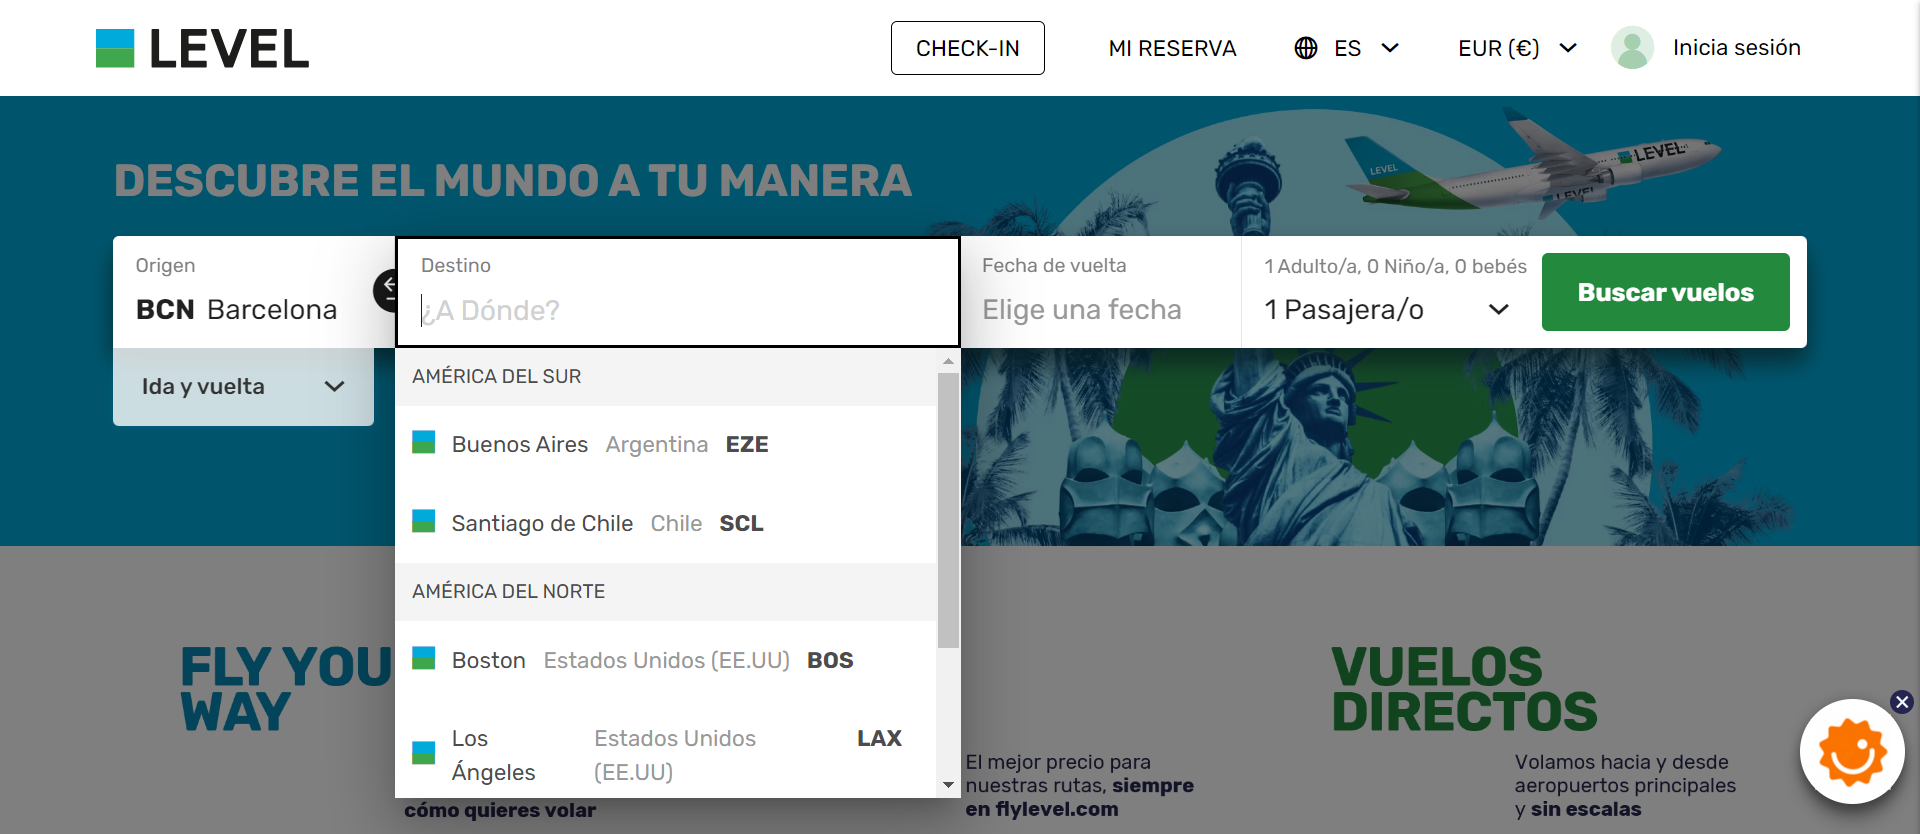 LEVEL
CHECK-IN
MI RESERVA
ES
EUR (€)
Inicia sesión
DESCUBRE EL MUNDO A TU MANERA
LEVEL
LEVEL
LEVEL
Origen
BCN Barcelona
Destino
¿A Dónde?
Fecha de vuelta
Elige una fecha
1 Adulto/a, 0 Niño/a, 0 bebés
1 Pasajera/o
Buscar vuelos
Ida y vuelta
AMÉRICA DEL SUR
Buenos Aires Argentina EZE
Santiago de Chile Chile SCL
AMÉRICA DEL NORTE
Boston Estados Unidos (EE.UU) BOS
Los Ángeles
Estados Unidos (EE.UU)
LAX
FLY YOU
WAY
cómo quieres volar
El mejor precio para
nuestras rutas, siempre
en flylevel.com
VUELOS
DIRECTOS
Volamos hacia y desde
aeropuertos principales
y sin escalas